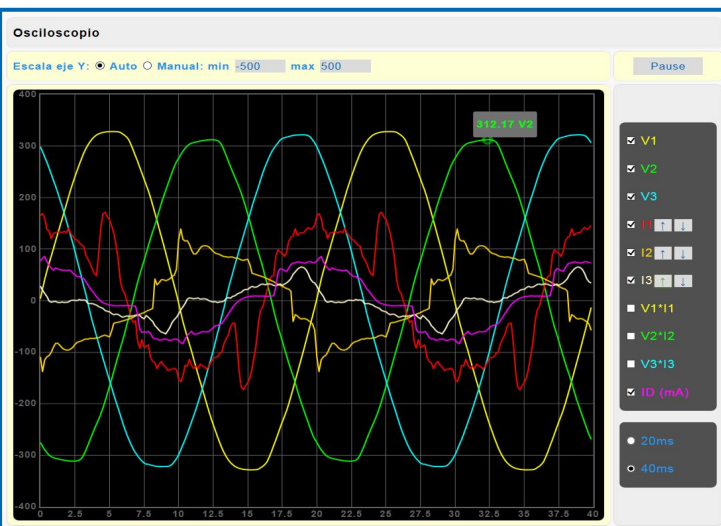 Osciloscopio
Escala eje Y: Auto Manual: min -500 max 500
Pause
400
300
200
100
0
-100
-200
-300
-400
0 2.5 5 7.5 10 12.5 15 17.5 20 22.5 25 27.5 30 32.5 35 37.5 40
312.17 V2
V1
V2
V3
I1 ↑ ↓
I2 ↑ ↓
I3 ↑ ↓
V1*I1
V2*I2
V3*I3
ID (mA)
20ms
40ms